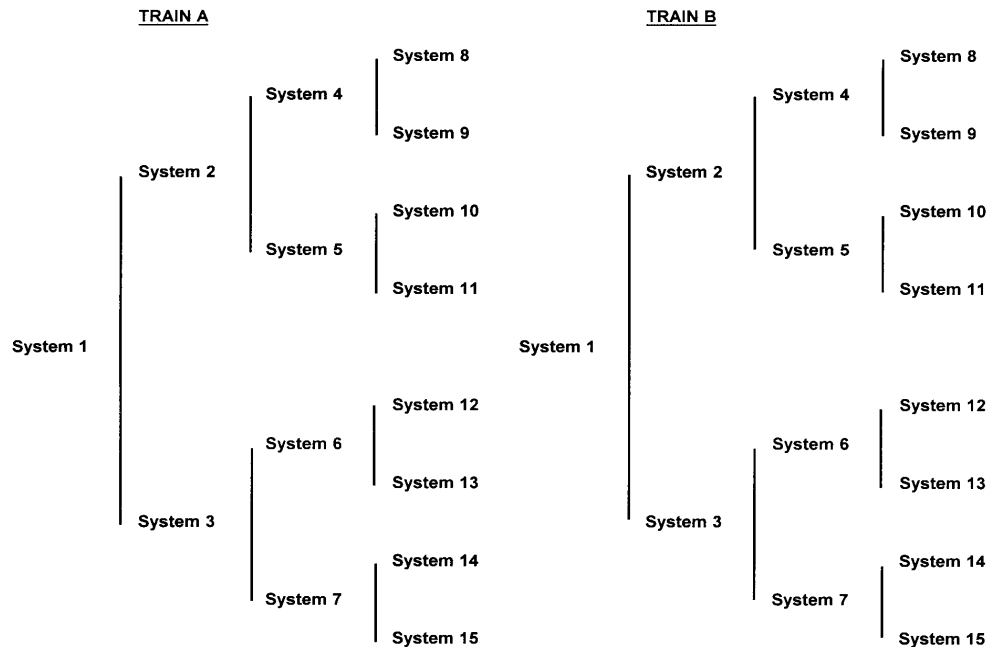 TRAIN A
System 8
System 4
System 9
System 2
System 10
System 5
System 11
System 1
System 12
System 6
System 13
System 3
System 14
System 7
System 15
TRAIN B
System 8
System 4
System 9
System 2
System 10
System 5
System 11
System 1
System 12
System 6
System 13
System 3
System 14
System 7
System 15